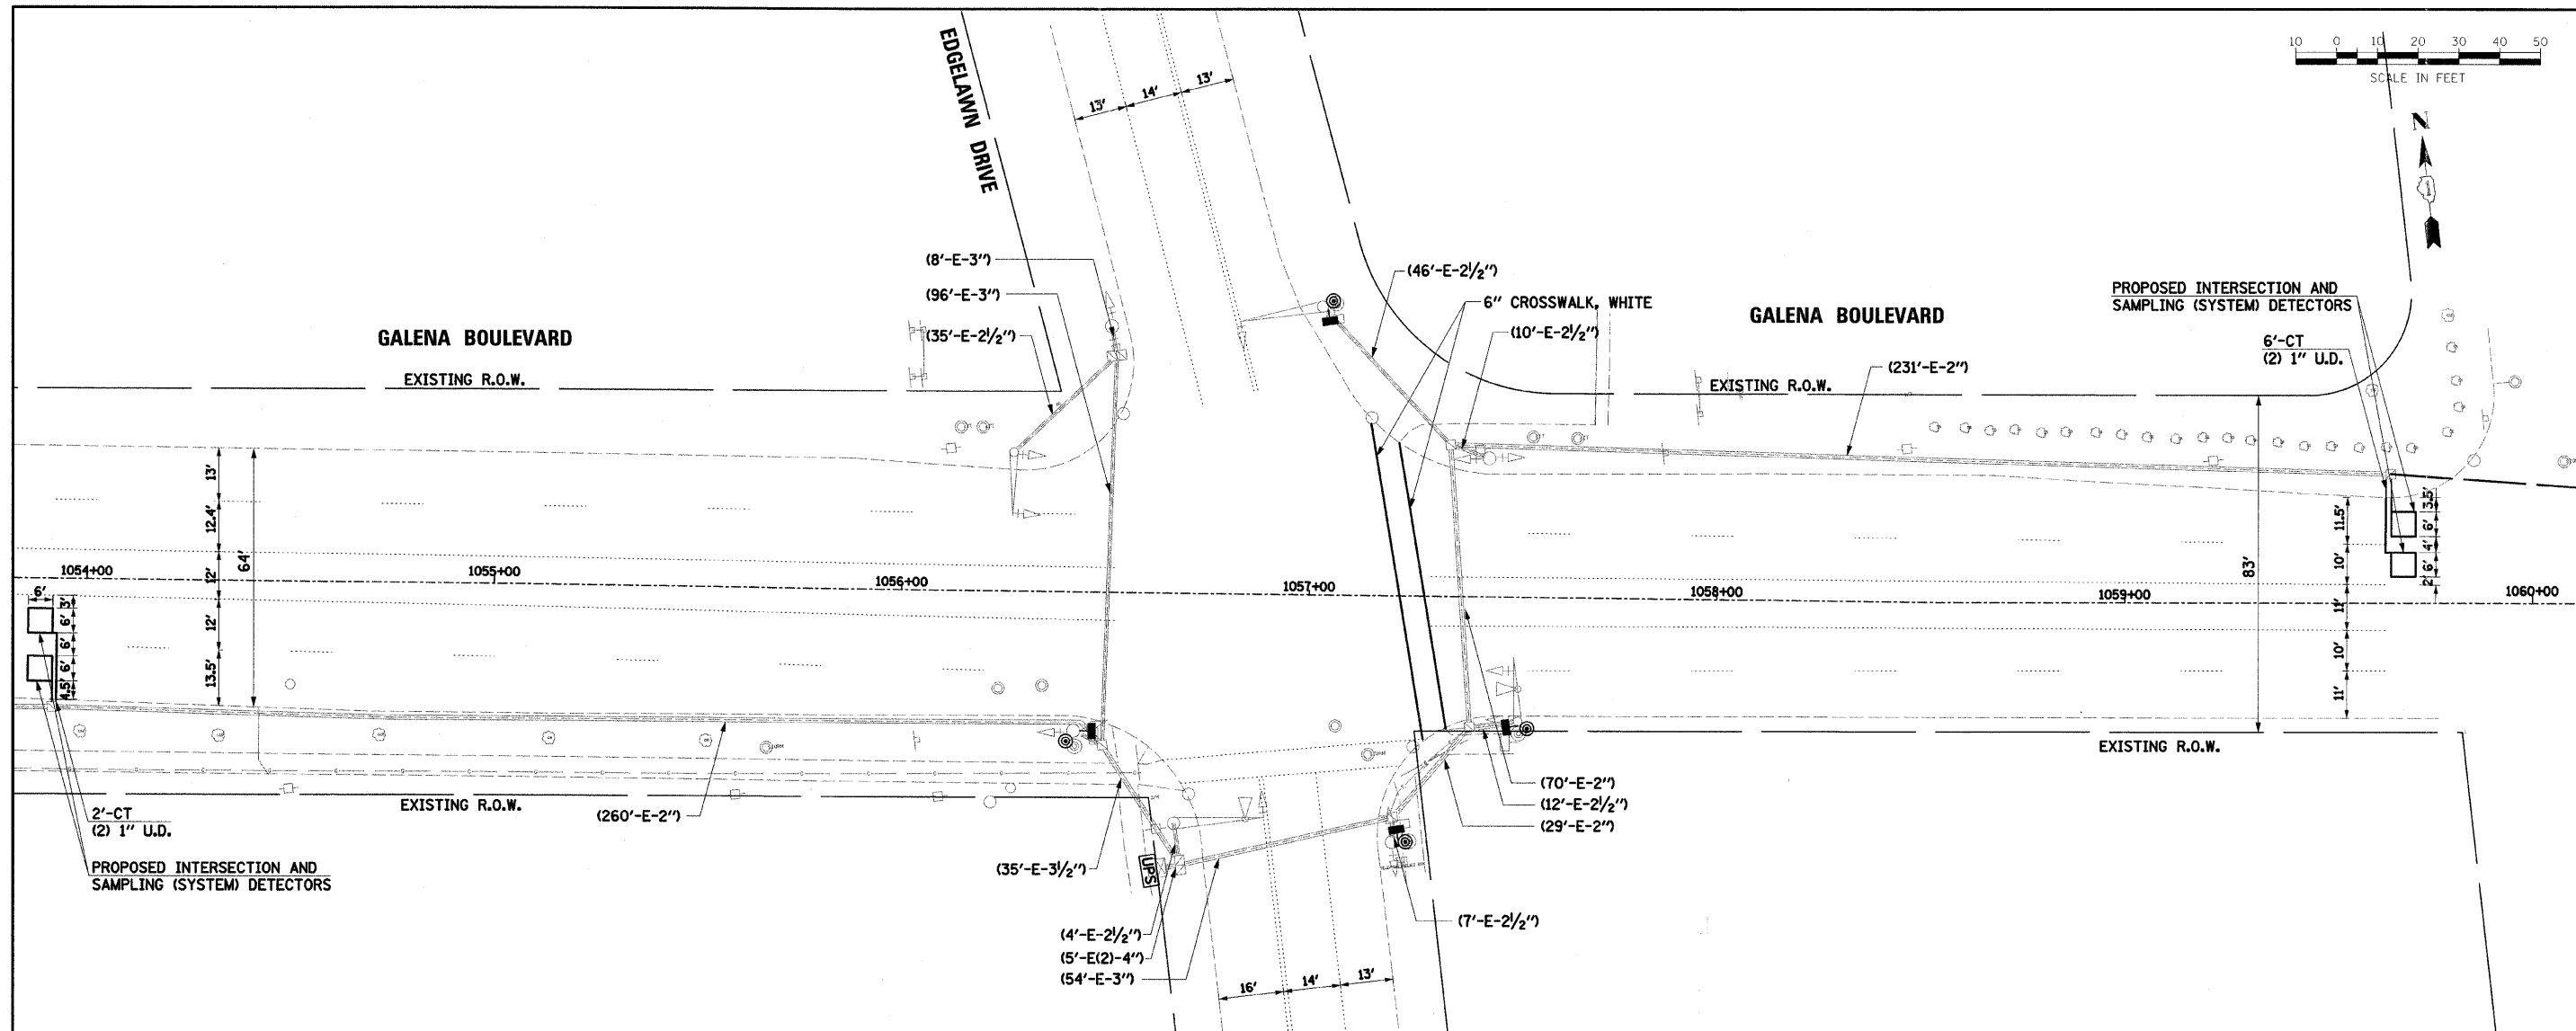 10 0 10 20 30 40 50
SCALE IN FEET
N
EDGELAWN DRIVE
13' 14' 13'
(8'-E-3")
(96'-E-3")
(35'-E-2½")
GALENA BOULEVARD
EXISTING R.O.W.
(46'-E-2½")
6" CROSSWALK, WHITE
(10'-E-2½")
GALENA BOULEVARD
(231'-E-2")
EXISTING R.O.W.
PROPOSED INTERSECTION AND
SAMPLING (SYSTEM) DETECTORS
6'-CT
(2) 1" U.D.
13'
12.4'
12'
12'
13.5'
64'
1054+00
1055+00
1056+00
1057+00
1058+00
1059+00
1060+00
6'
3'
6'
6'
6'
4.5'
11.5'
10'
11'
10'
11'
83'
3.5'
6'
4'
6'
2'
2'-CT
(2) 1" U.D.
PROPOSED INTERSECTION AND
SAMPLING (SYSTEM) DETECTORS
EXISTING R.O.W.
(260'-E-2")
EXISTING R.O.W.
(70'-E-2")
(12'-E-2½")
(29'-E-2")
(35'-E-3½")
UPS
(4'-E-2½")
(5'-E(2)-4")
(54'-E-3")
(7'-E-2½")
16' 14' 13'